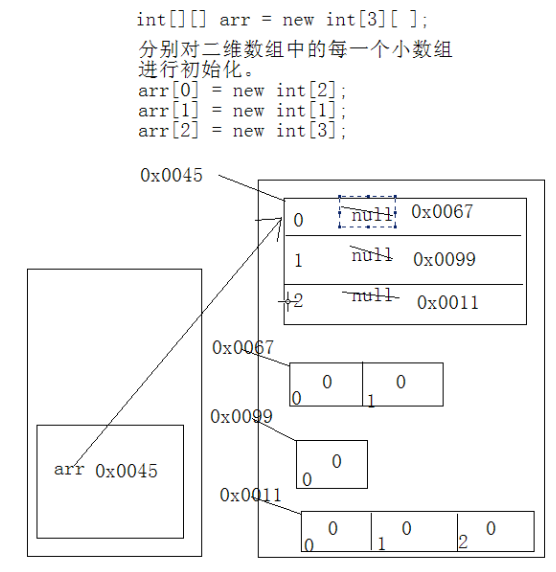 int[][] arr = new int[3][ ];
分别对二维数组中的每一个小数组
进行初始化。
arr[0] = new int[2];
arr[1] = new int[1];
arr[2] = new int[3];
0x0045
0 null 0x0067
1 null 0x0099
2 null 0x0011
0x0067
0 0
0 1
0x0099
0
0
arr 0x0045
0x0011
0 0 0
0 1 2